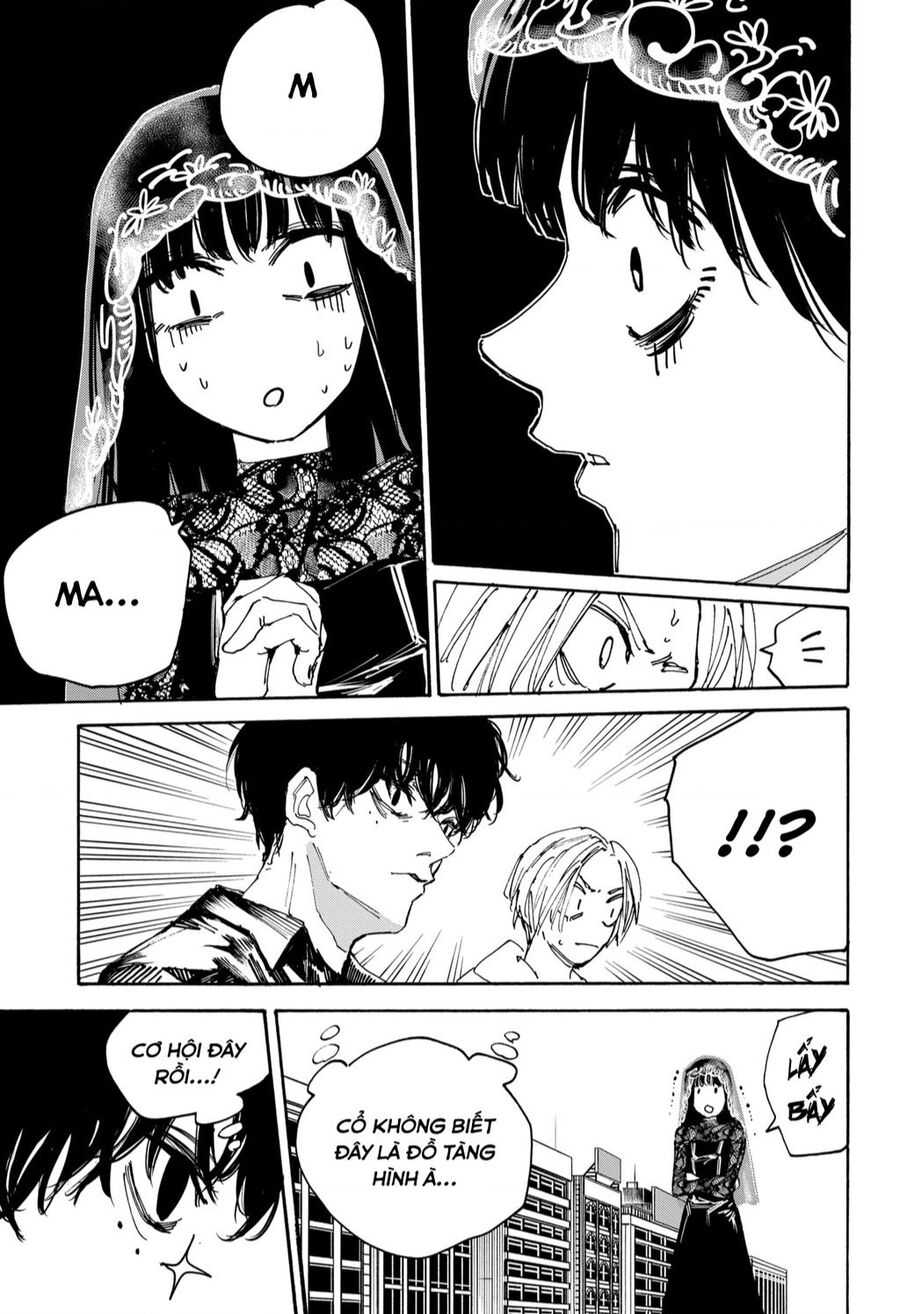 M
MA...
!!?
LẨY
BẨY
CỔ KHÔNG BIẾT
ĐÂY LÀ ĐỒ TÀNG
HÌNH À...
CƠ HỘI ĐÂY
RỒI...!